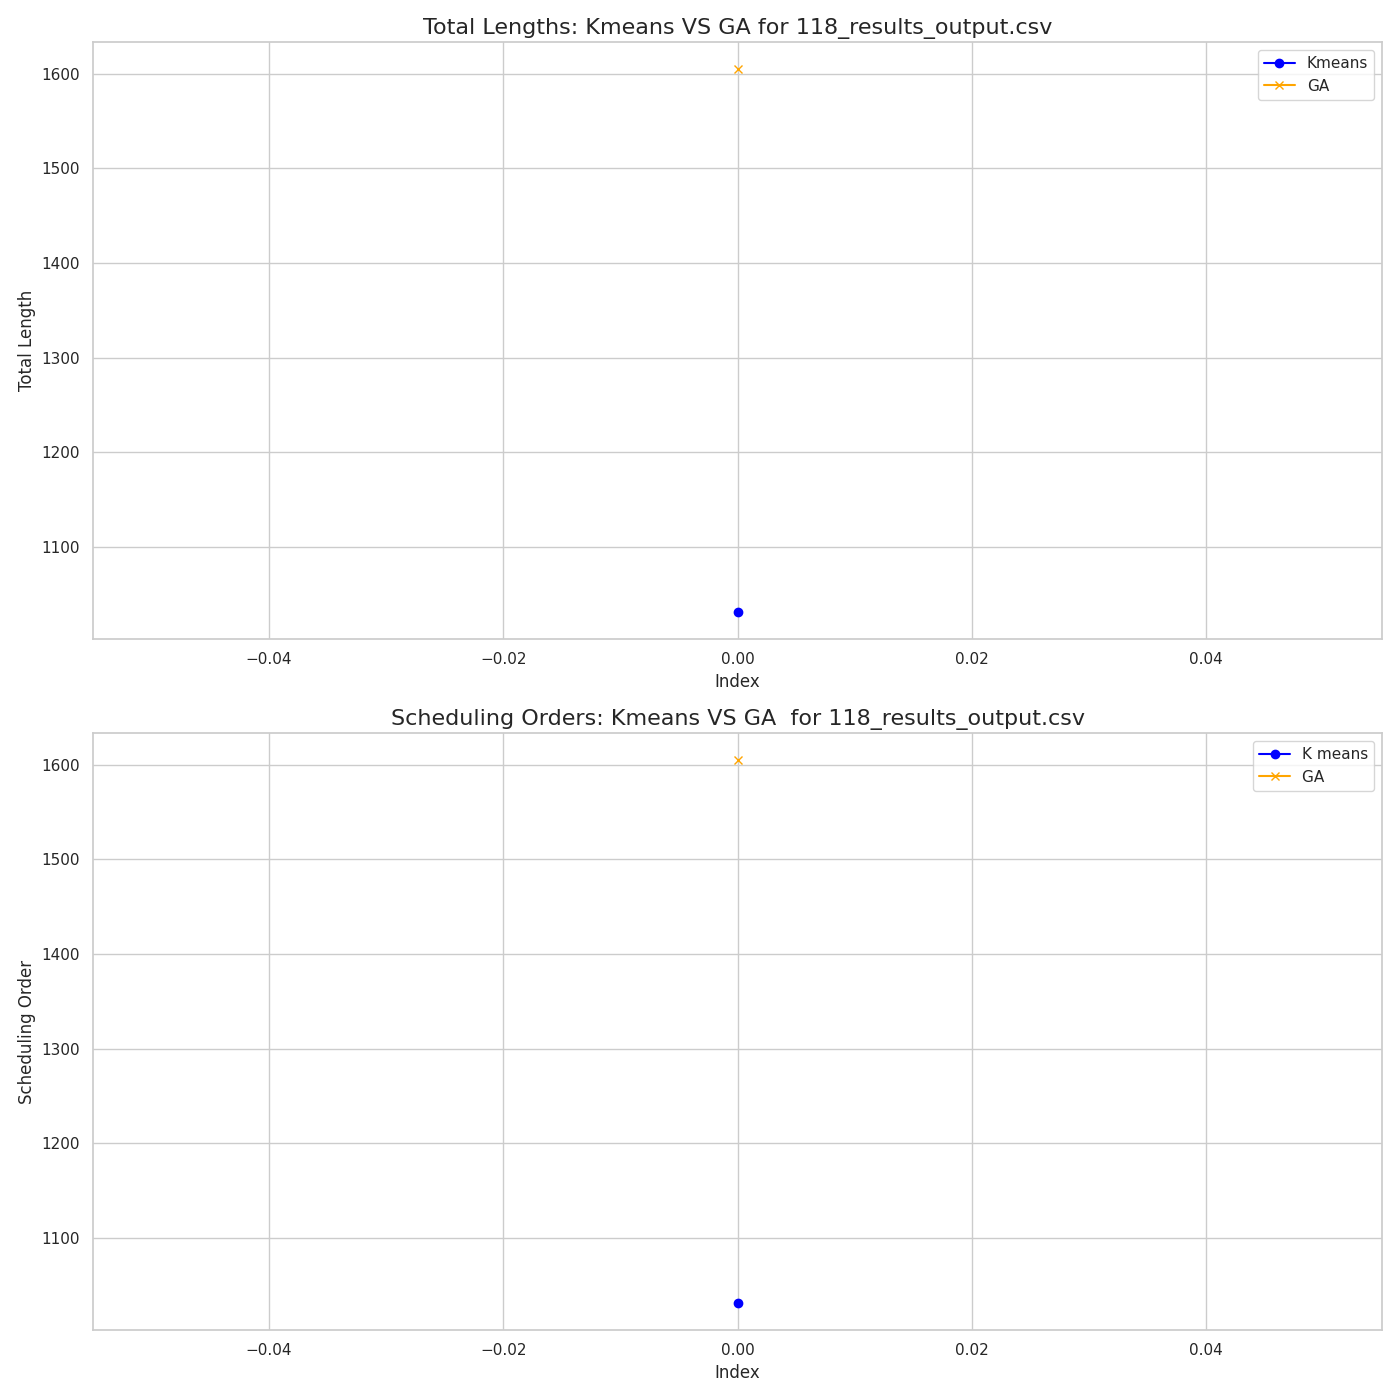 Total Lengths: Kmeans VS GA for 118_results_output.csv
Kmeans
GA
1600
1500
1400
1300
1200
1100
Total Length
−0.04
−0.02
0.00
0.02
0.04
Index
Scheduling Orders: Kmeans VS GA  for 118_results_output.csv
K means
GA
1600
1500
1400
1300
1200
1100
Scheduling Order
−0.04
−0.02
0.00
0.02
0.04
Index